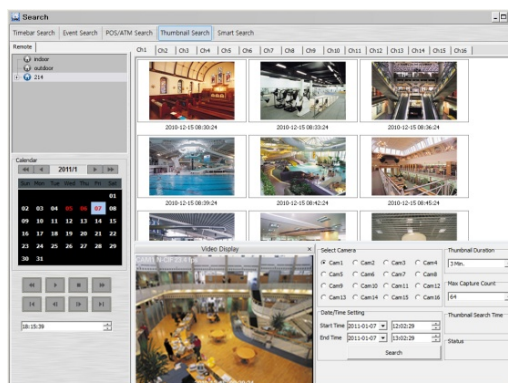 Search
Timebar Search
Event Search
POS/ATM Search
Thumbnail Search
Smart Search
Remote
indoor
outdoor
214
Ch1 Ch2 Ch3 Ch4 Ch5 Ch6 Ch7 Ch8 Ch9 Ch10 Ch11 Ch12 Ch13 Ch14 Ch15 Ch16
2010-12-15 08:30:24
2010-12-15 08:33:24
2010-12-15 08:36:24
2010-12-15 08:42:24
2010-12-15 08:45:24
Calendar
2011/1
Sun Mon Tue Wed Thu Fri Sat
01
02 03 04 05 06 07 08
09 10 11 12 13 14 15
16 17 18 19 20 21 22
23 24 25 26 27 28 29
30 31
18:15:39
Video Display
x
Select Camera
Cam1 Cam2 Cam3 Cam4
Cam5 Cam6 Cam7 Cam8
Cam9 Cam10 Cam11 Cam12
Cam13 Cam14 Cam15 Cam16
Date/Time Setting
Start Time 2011-01-07 12:02:29
End Time 2011-01-07 13:02:29
Search
Thumbnail Duration
3 Min.
Max Capture Count
64
Thumbnail Search Time
Status